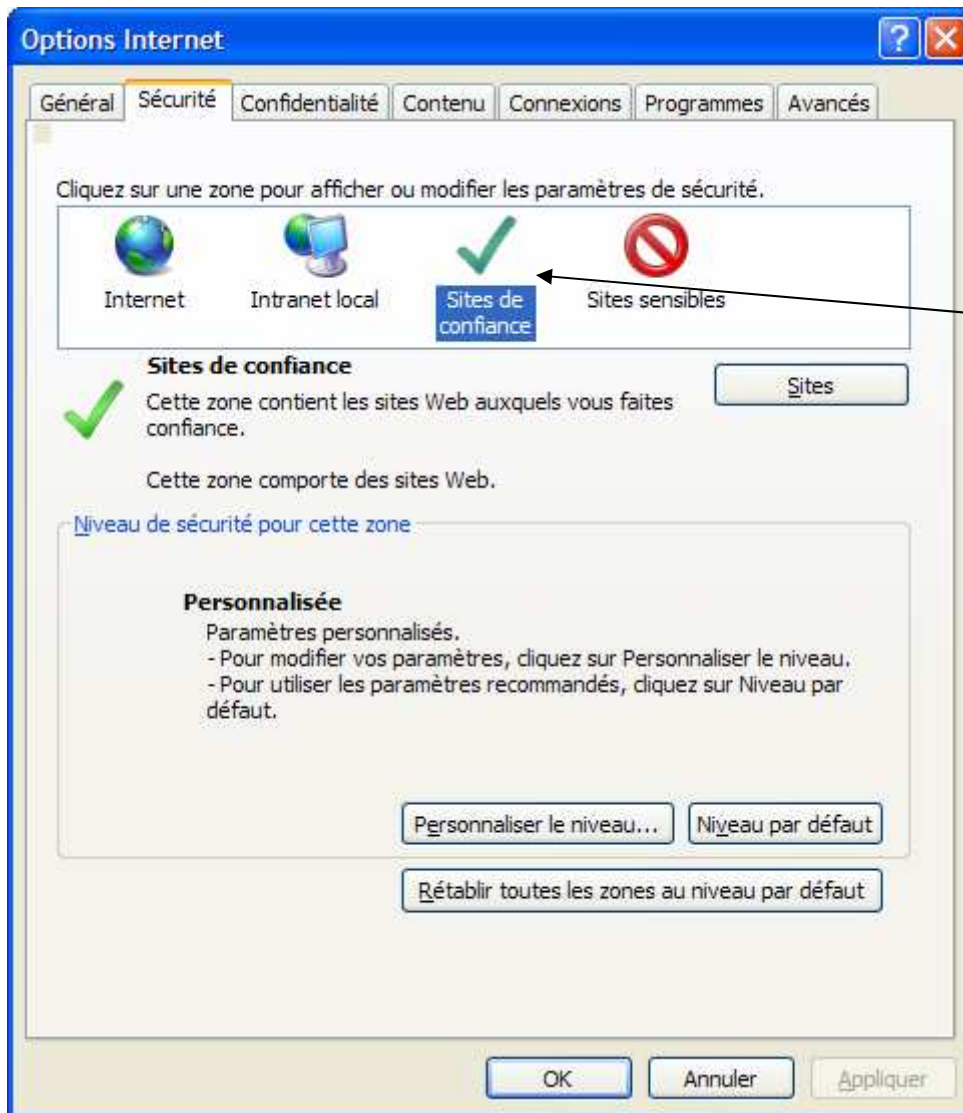 Options Internet
?
Général Sécurité Confidentialité Contenu Connexions Programmes Avancés
Cliquez sur une zone pour afficher ou modifier les paramètres de sécurité.
Internet Intranet local Sites de confiance Sites sensibles
Sites de confiance
Sites
Cette zone contient les sites Web auxquels vous faites
confiance.
Cette zone comporte des sites Web.
Niveau de sécurité pour cette zone
Personnalisée
Paramètres personnalisés.
- Pour modifier vos paramètres, cliquez sur Personnaliser le niveau.
- Pour utiliser les paramètres recommandés, cliquez sur Niveau par
défaut.
Personnaliser le niveau... Niveau par défaut
Rétablir toutes les zones au niveau par défaut
OK Annuler Appliquer